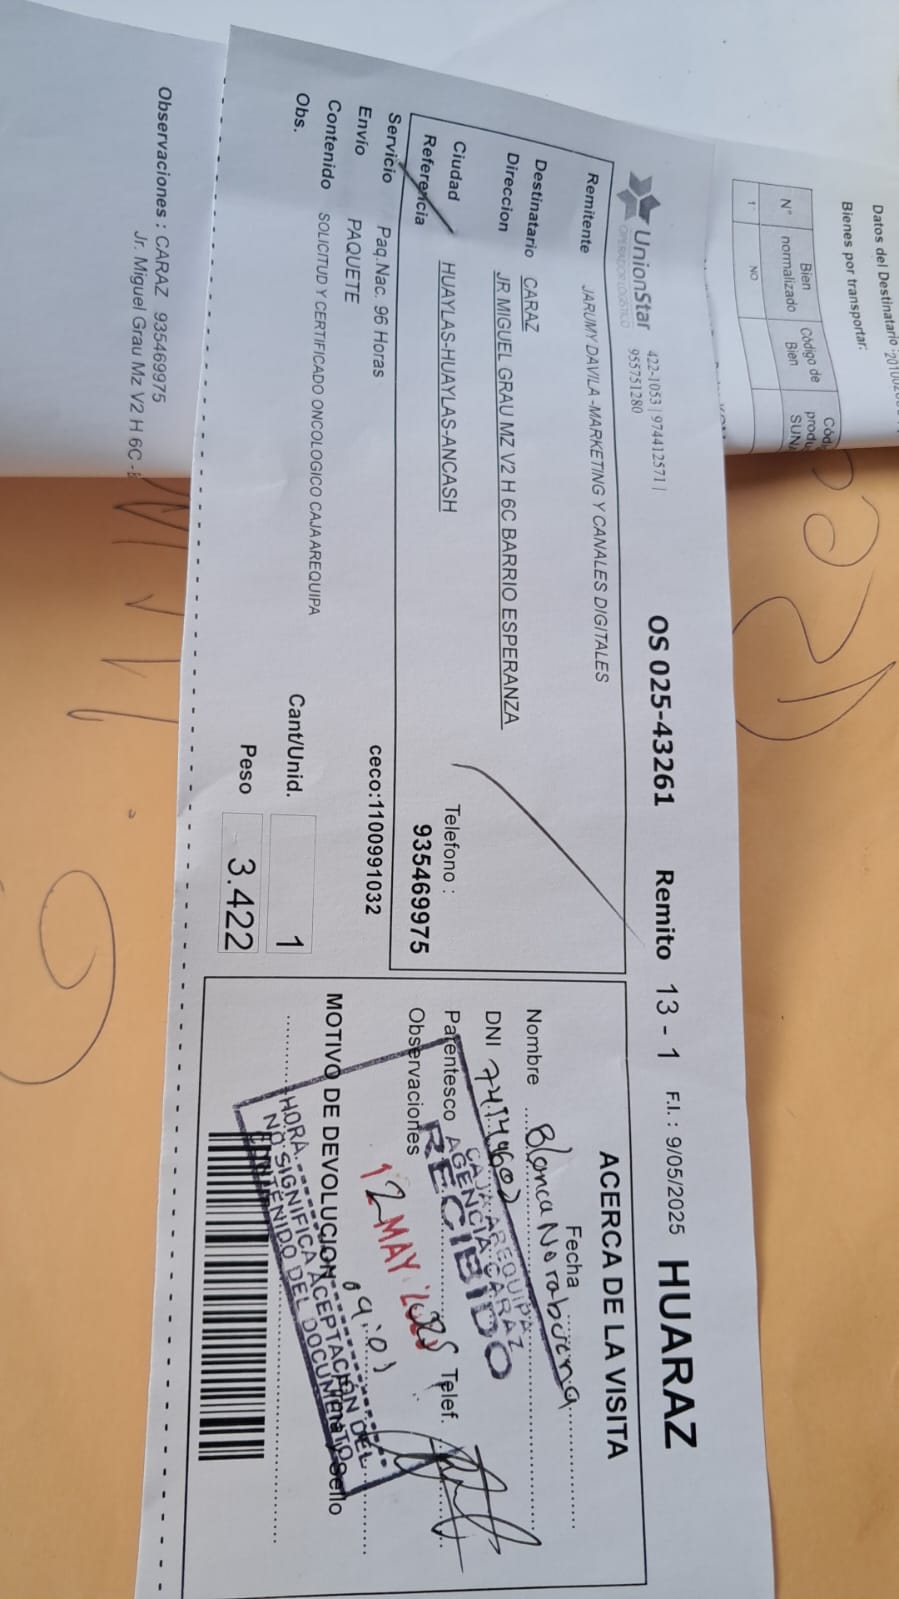 Datos del Destinatario
Bienes por transportar:
N° Bien normalizado Código de Bien
1 NO
UnionStar
OPERADOR LOGÍSTICO
422-1053 | 974412571 |
955751280
OS 025-43261 Remito 13 - 1 F.I.: 9/05/2025 HUARAZ
Remitente JARUMY DAVILA -MARKETING Y CANALES DIGITALES
Destinatario CARAZ
Direccion JR MIGUEL GRAU MZ V2 H 6C BARRIO ESPERANZA
Ciudad HUAYLAS-HUAYLAS-ANCASH
Telefono :
Referencia
935469975
Servicio Paq.Nac. 96 Horas
ceco:1100991032
Envío PAQUETE
Contenido SOLICITUD Y CERTIFICADO ONCOLOGICO CAJA AREQUIPA
Obs.
Cant/Unid. 1
Peso 3.422
ACERCA DE LA VISITA
Fecha
Nombre Blanca Norabuena
DNI
Parentesco
Telef.
Observaciones
CAJA AREQUIPA
AGENCIA CARAZ
RECIBIDO
12 MAY.
MOTIVO DE DEVOLUCION
HORA
NO SIGNIFICA ACEPTACIÓN DEL
CONTENIDO DEL DOCUMENTO
Sello
Observaciones : CARAZ 935469975
Jr. Miguel Grau Mz V2 H 6C -